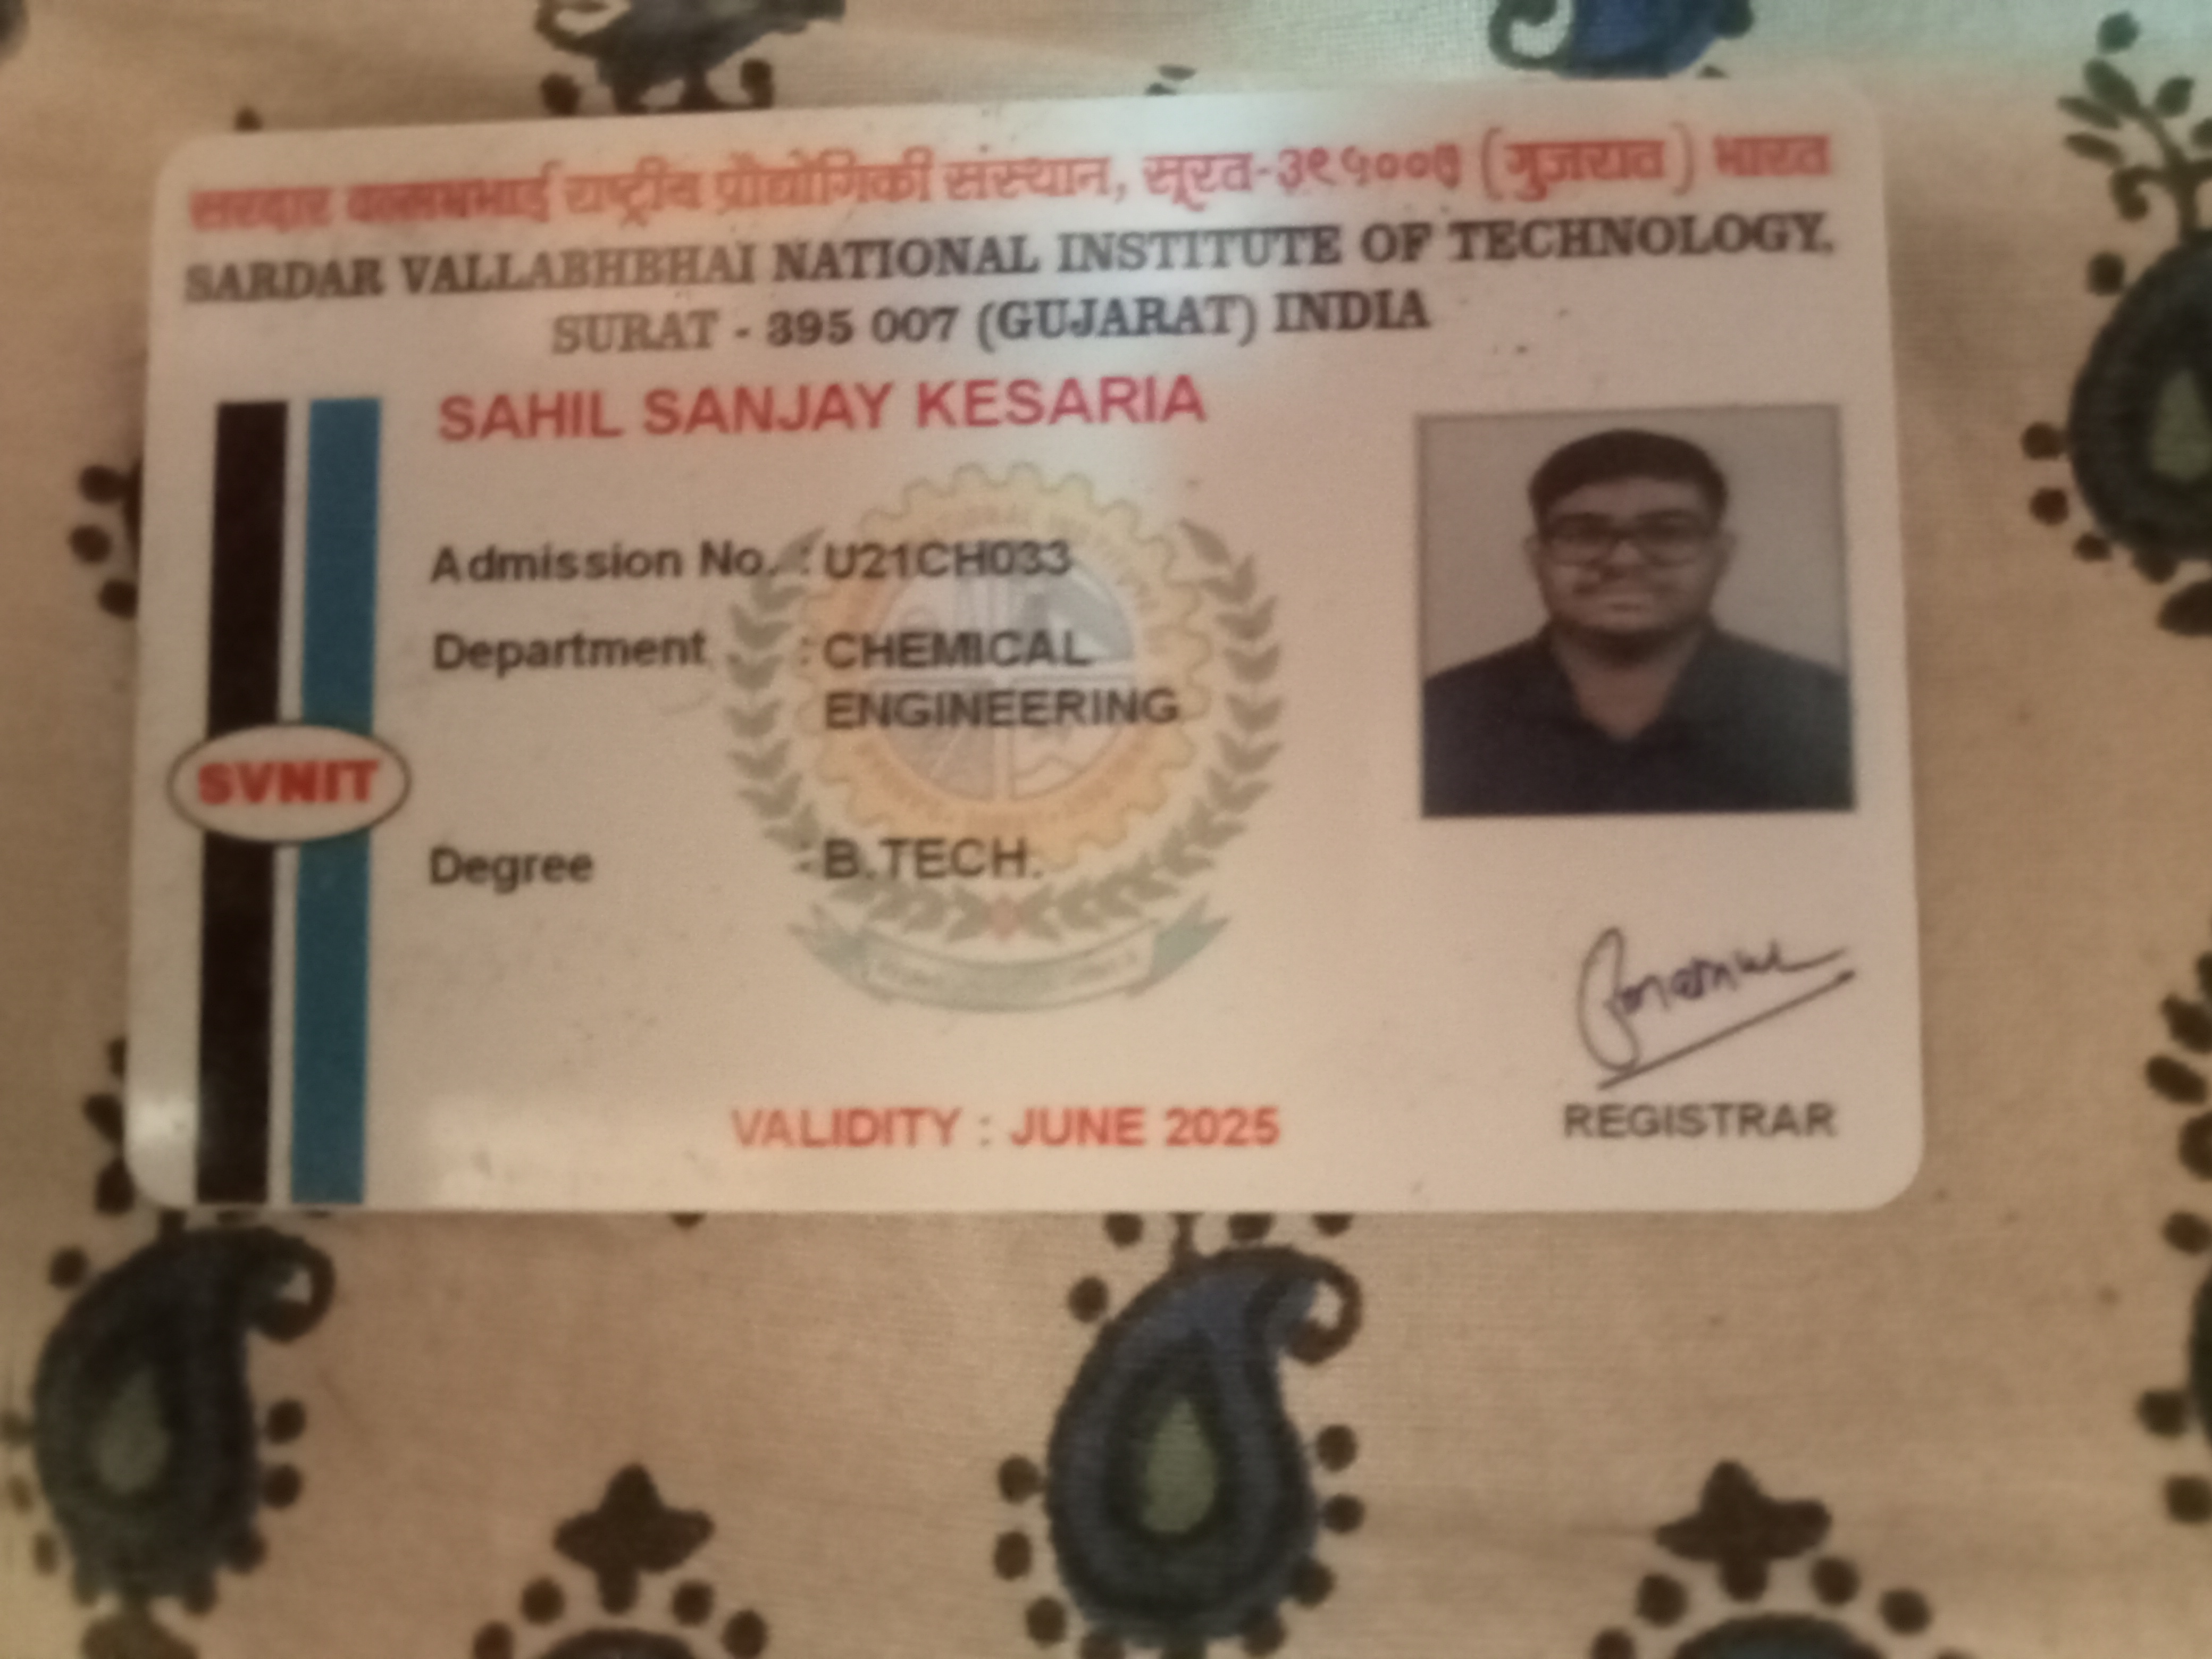 सरदार वल्लभभाई राष्ट्रीय प्रौद्योगिकी संस्थान, सूरत-३९५००७ (गुजरात) भारत
SARDAR VALLABHBHAI NATIONAL INSTITUTE OF TECHNOLOGY,
SURAT - 395 007 (GUJARAT) INDIA
SAHIL SANJAY KESARIA
Admission No. : U21CH033
Department : CHEMICAL
ENGINEERING
SVNIT
Degree : B.TECH.
VALIDITY : JUNE 2025
REGISTRAR